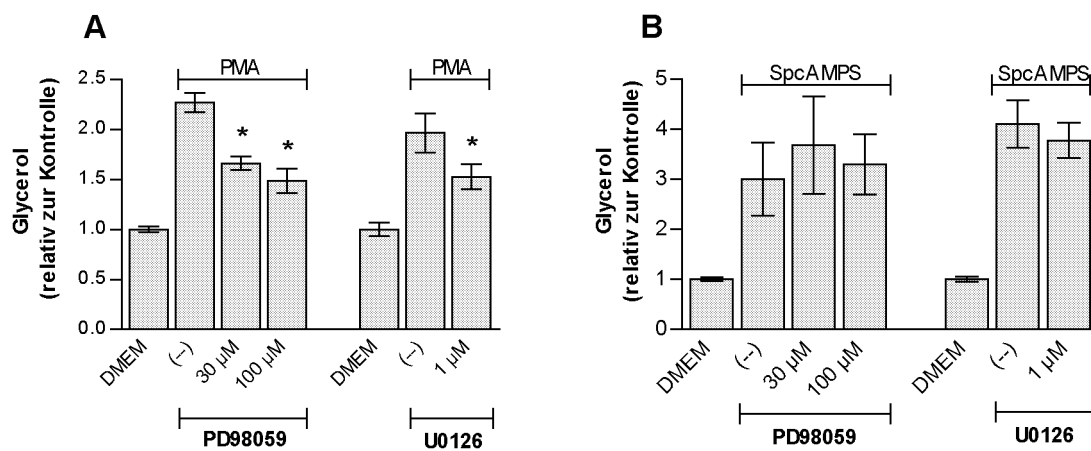 A
PMA
PMA
Glycerol
(relativ zur Kontrolle)
2.5
2.0
1.5
1.0
0.5
0.0
* * *
DMEM (--) 30 µM 100 µM DMEM (--) 1 µM
PD98059 U0126
B
SpcAMPS
SpcAMPS
Glycerol
(relativ zur Kontrolle)
5
4
3
2
1
0
DMEM (--) 30 µM 100 µM DMEM (--) 1 µM
PD98059 U0126